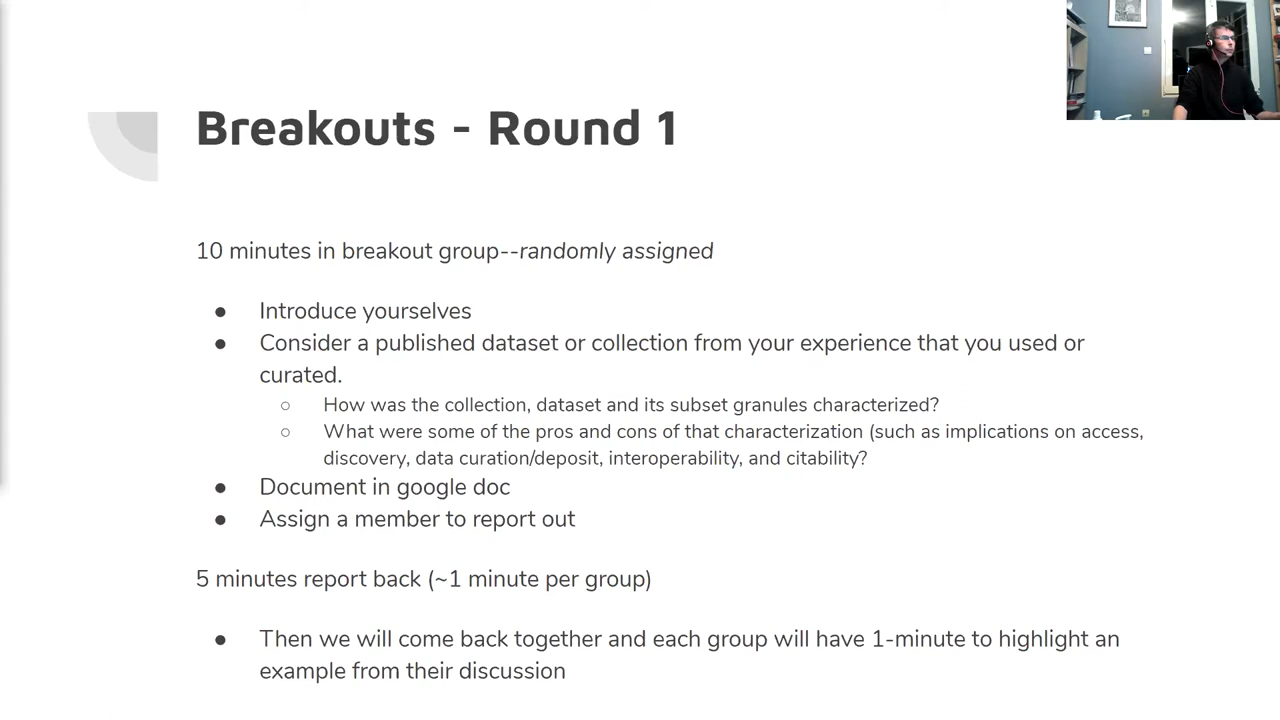 Breakouts - Round 1
10 minutes in breakout group--randomly assigned
● Introduce yourselves
● Consider a published dataset or collection from your experience that you used or
curated.
○ How was the collection, dataset and its subset granules characterized?
○ What were some of the pros and cons of that characterization (such as implications on access,
discovery, data curation/deposit, interoperability, and citability?
● Document in google doc
● Assign a member to report out
5 minutes report back (~1 minute per group)
● Then we will come back together and each group will have 1-minute to highlight an
example from their discussion